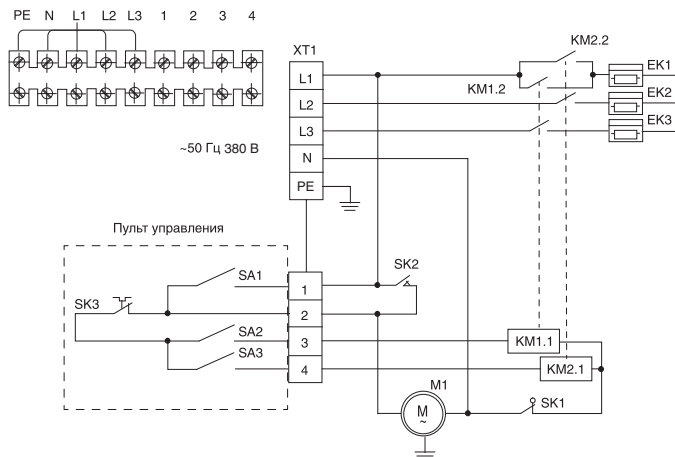 PE N L1 L2 L3 1 2 3 4
XT1
KM2.2
L1
KM1.2
EK1
L2
EK2
L3
EK3
~50 Гц 380 В
N
PE
Пульт управления
SA1
1
SK2
SK3
2
SA2
3
KM1.1
SA3
4
KM2.1
M1
M
~
SK1